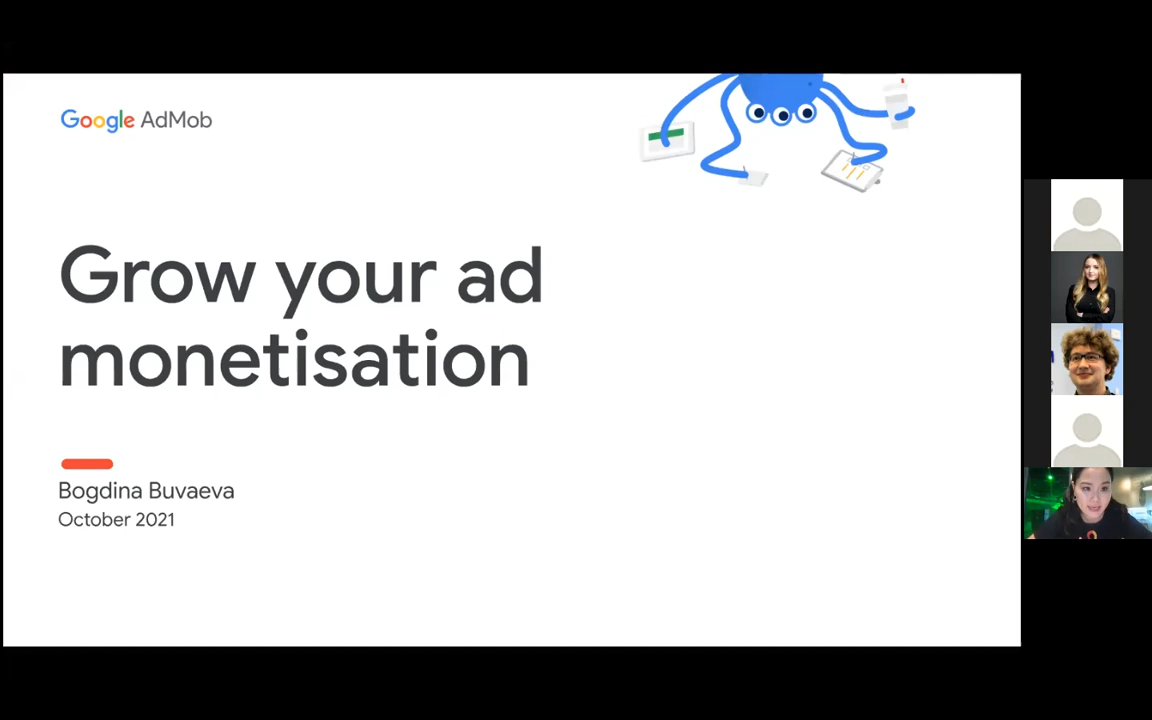 Google AdMob
Grow your ad
monetisation
Bogdina Buvaeva
October 2021